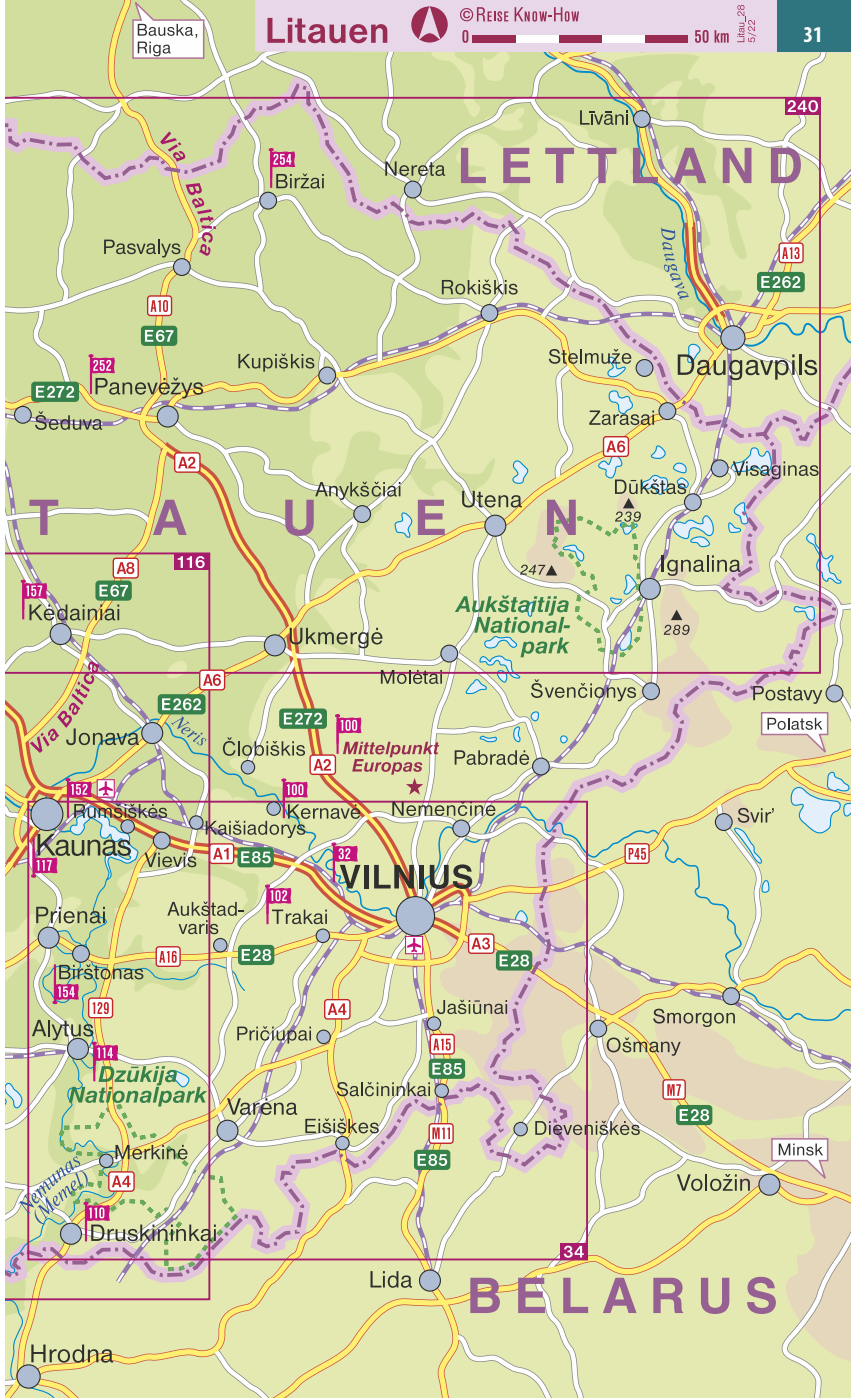 Bauska,
Riga
Litauen
© REISE KNOW-HOW
0 50 km
Litau_28
5/22
31
240
Līvāni
LETTLAND
Via Baltica
254
Biržai
Nereta
Pasvalys
Daugava
A13
E262
Rokiškis
A10
E67
Stelmuže
Daugavpils
252
Kupiškis
E272
Panevėžys
Šeduva
Zarasai
A6
A2
Visaginas
Dūkštas
239
Anykščiai
Utena
TAUEN
A8
116
247
Ignalina
157
E67
Kėdainiai
Aukštaitija
National-
park
289
Ukmergė
Molėtai
A6
Švenčionys
Postavy
Via Baltica
E262
Neris
E272
100
Polatsk
Jonava
Člobiškis
A2
Mittelpunkt
Europas
Pabradė
152
100
Rumšiškės
Kernavė
Nemenčinė
Svir'
Kaunas
Kaišiadorys
117
Vievis
A1
E85
32
VILNIUS
P45
102
Prienai
Aukštad-
varis
Trakai
A16
E28
A3
E28
Birštonas
154
129
A4
Jašiūnai
Smorgon
Alytus
Pričiupai
A15
Ošmany
114
Dzūkija
Nationalpark
E85
Salčininkai
M7
E28
Varėna
Eišiškes
M11
Dieveniškės
E85
Minsk
Merkinė
Nemunas
(Memel)
A4
Voložin
110
Druskininkai
34
Lida
BELARUS
Hrodna